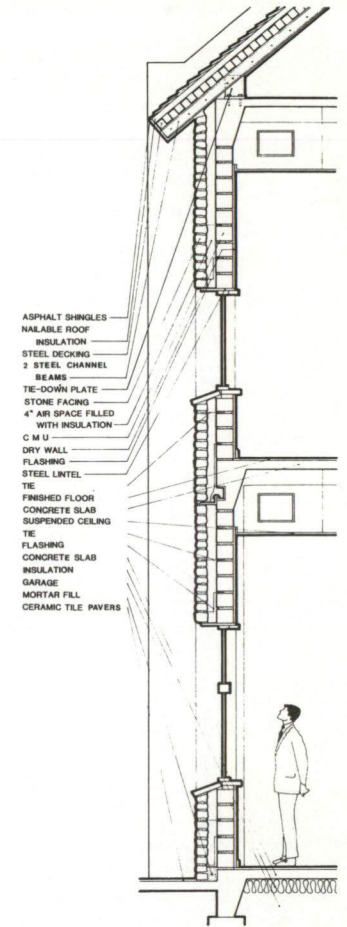 ASPHALT SHINGLES
NAILABLE ROOF
INSULATION
STEEL DECKING
2 STEEL CHANNEL
BEAMS
TIE-DOWN PLATE
STONE FACING
4" AIR SPACE FILLED
WITH INSULATION
C M U
DRY WALL
FLASHING
STEEL LINTEL
TIE
FINISHED FLOOR
CONCRETE SLAB
SUSPENDED CEILING
TIE
FLASHING
CONCRETE SLAB
INSULATION
GARAGE
MORTAR FILL
CERAMIC TILE PAVERS